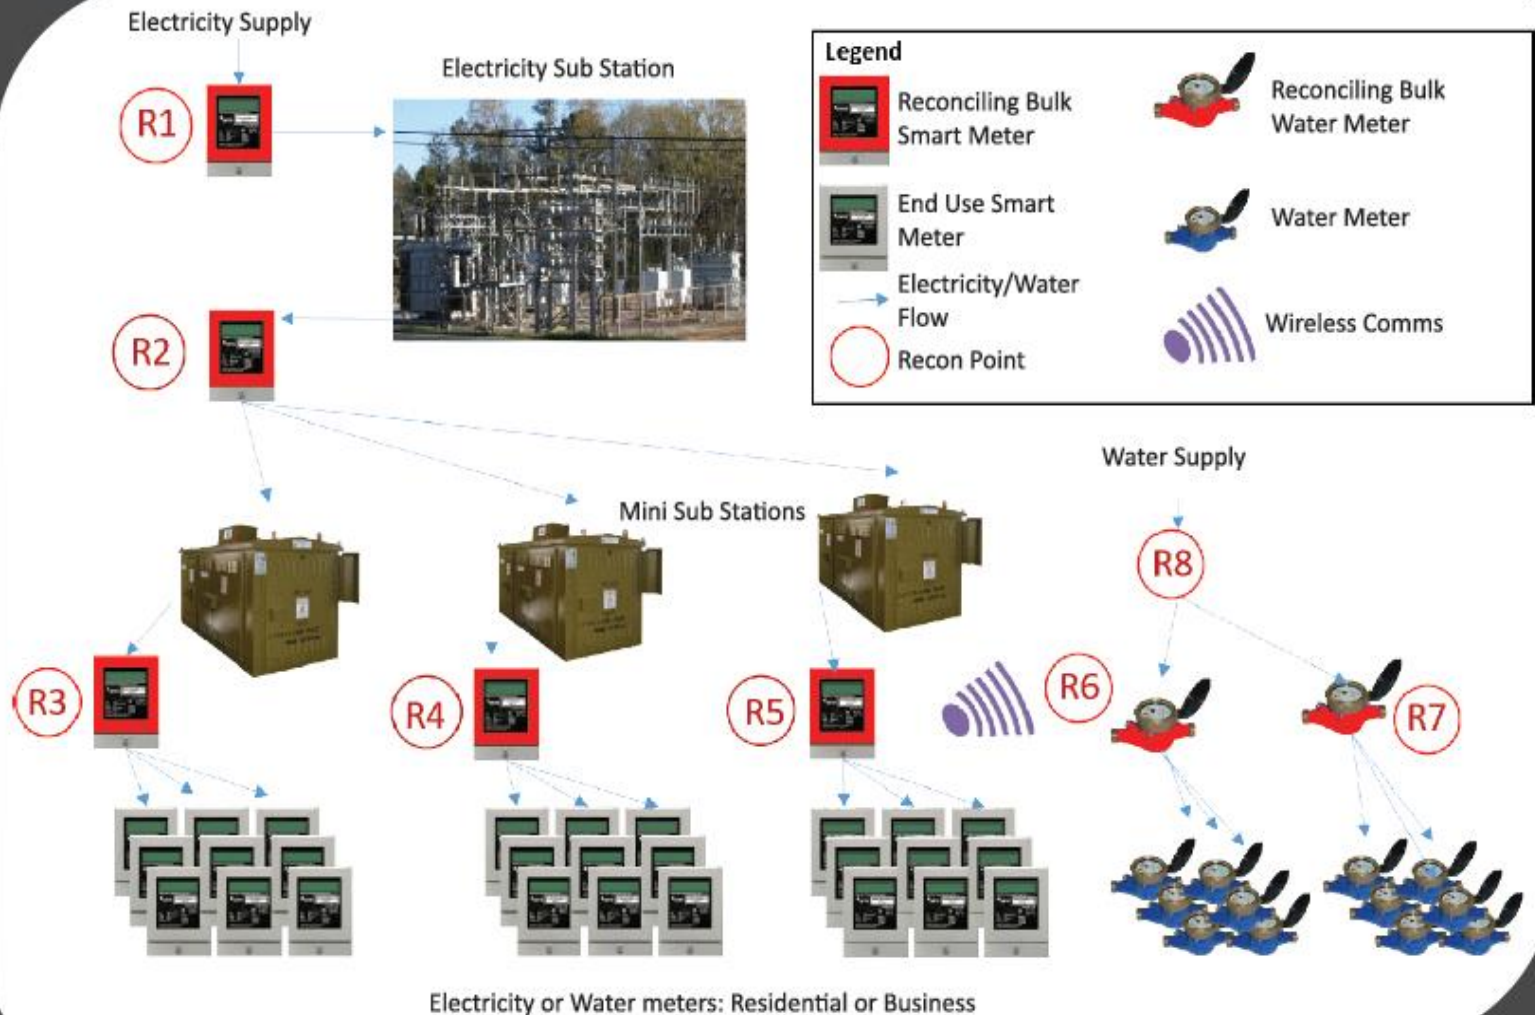 Electricity Supply
Electricity Sub Station
R1
R2
Legend
Reconciling Bulk
Smart Meter
End Use Smart
Meter
Electricity/Water
Flow
Recon Point
Reconciling Bulk
Water Meter
Water Meter
Wireless Comms
Mini Sub Stations
Water Supply
R8
R3
R4
R5
R6
R7
Electricity or Water meters: Residential or Business